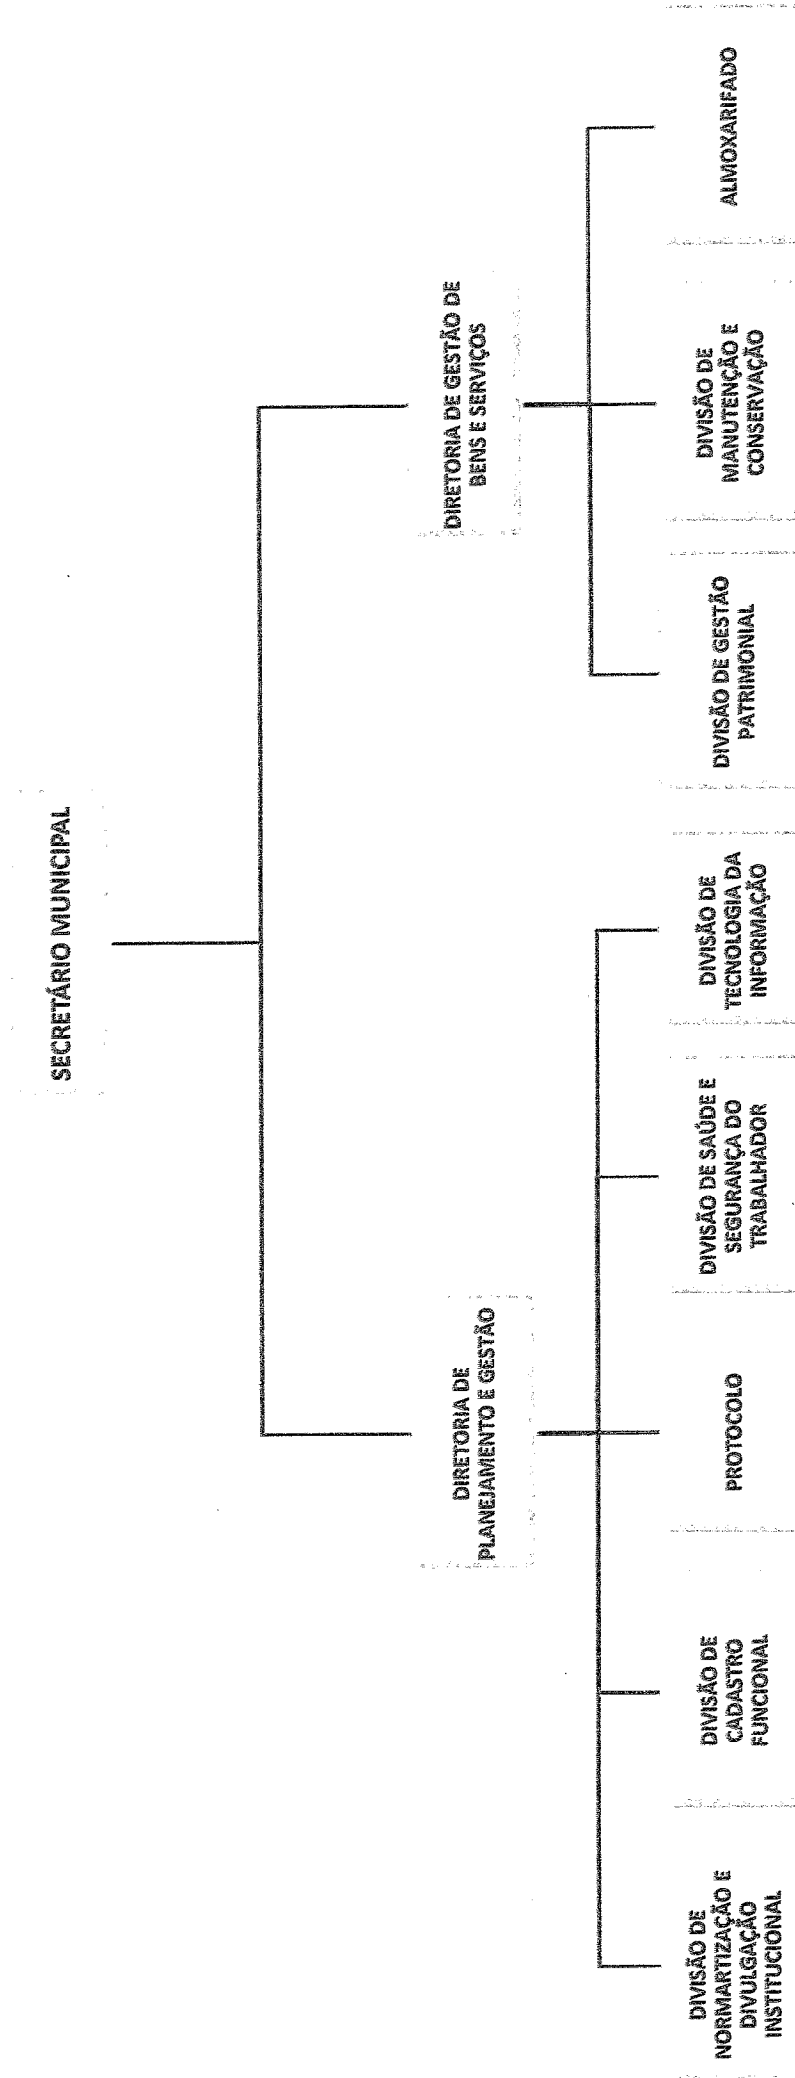 SECRETÁRIO MUNICIPAL
DIRETORIA DE
PLANEJAMENTO E GESTÃO
DIRETORIA DE GESTÃO DE
BENS E SERVIÇOS
DIVISÃO DE
NORMARTIZAÇÃO E
DIVULGAÇÃO
INSTITUCIONAL
DIVISÃO DE
CADASTRO
FUNCIONAL
PROTOCOLO
DIVISÃO DE SAÚDE E
SEGURANÇA DO
TRABALHADOR
DIVISÃO DE
TECNOLOGIA DA
INFORMAÇÃO
DIVISÃO DE GESTÃO
PATRIMONIAL
DIVISÃO DE
MANUTENÇÃO E
CONSERVAÇÃO
ALMOXARIFADO